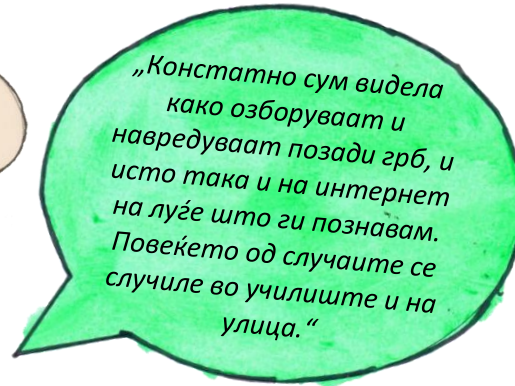 „Констатно сум видела
како озборуваат и
навредуваат позади грб, и
исто така и на интернет
на луѓе што ги познавам.
Повеќето од случаите се
случиле во училиште и на
улица.“